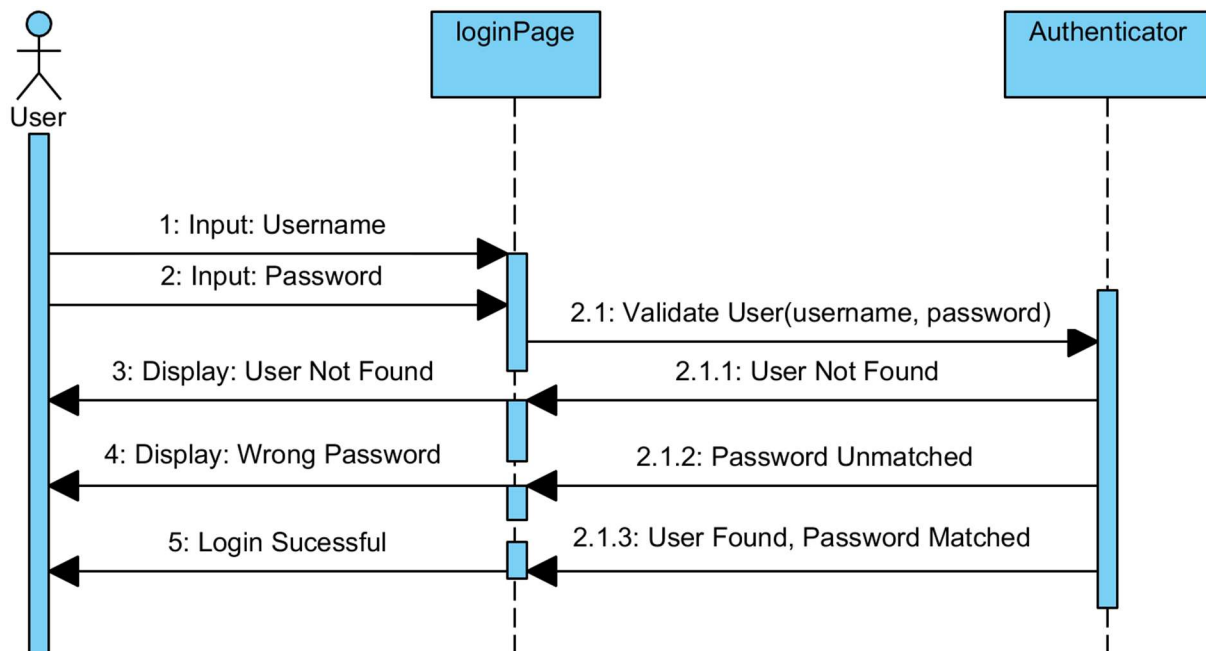 loginPage
Authenticator
User
1: Input: Username
2: Input: Password
2.1: Validate User(username, password)
3: Display: User Not Found
2.1.1: User Not Found
4: Display: Wrong Password
2.1.2: Password Unmatched
5: Login Sucessful
2.1.3: User Found, Password Matched